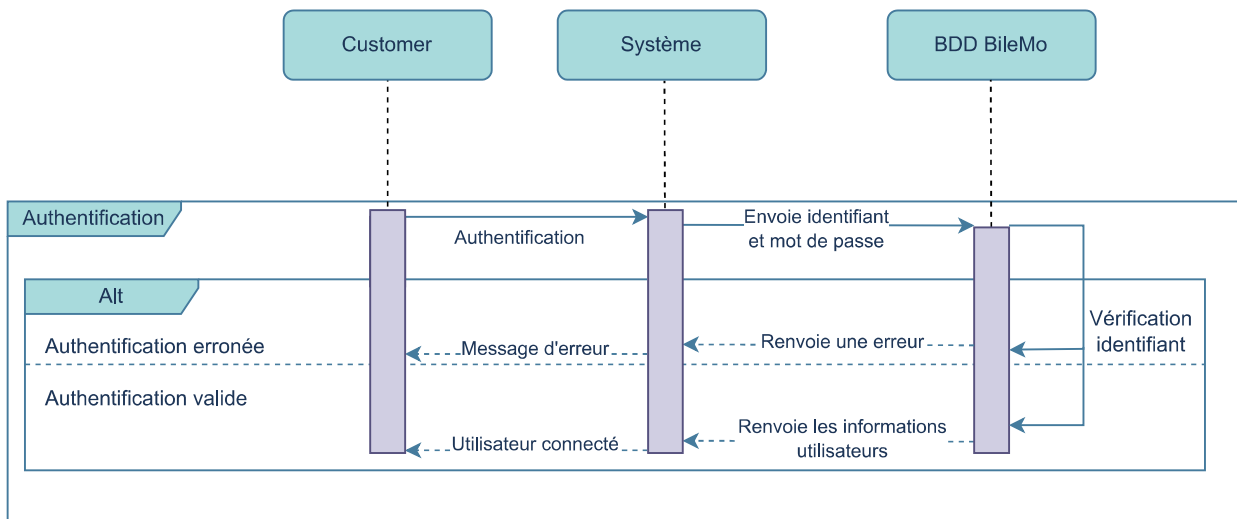 Customer
Système
BDD BileMo
Authentification
Authentification
Envoie identifiant
et mot de passe
Alt
Vérification
identifiant
Authentification erronée
Message d'erreur
Renvoie une erreur
Authentification valide
Utilisateur connecté
Renvoie les informations
utilisateurs